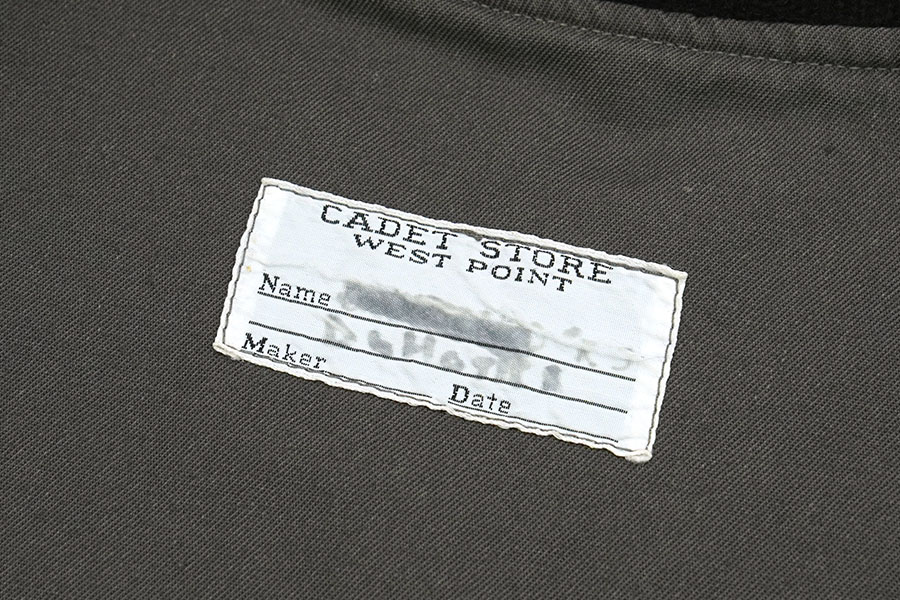 CADET STORE
WEST POINT
Name
Maker
Date